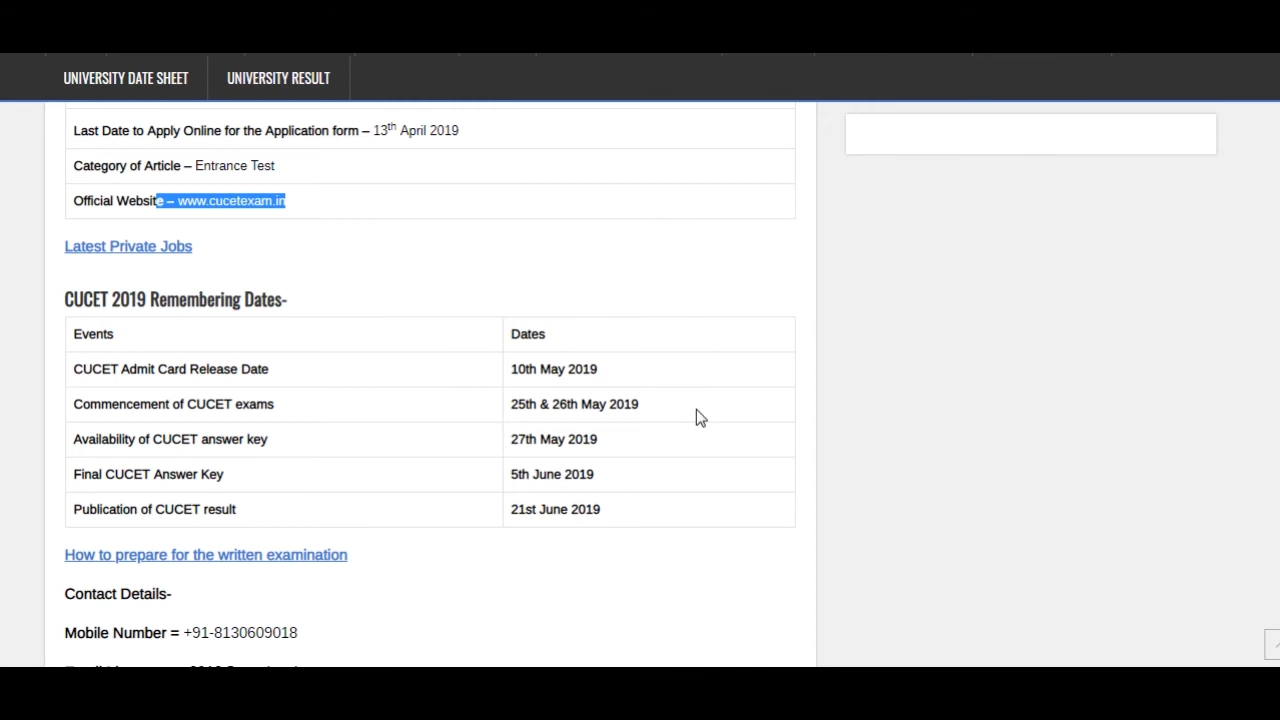 UNIVERSITY DATE SHEET UNIVERSITY RESULT
Last Date to Apply Online for the Application form – 13th April 2019
Category of Article – Entrance Test
Official Website – www.cucetexam.in
Latest Private Jobs
CUCET 2019 Remembering Dates-
Events Dates
CUCET Admit Card Release Date 10th May 2019
Commencement of CUCET exams 25th & 26th May 2019
Availability of CUCET answer key 27th May 2019
Final CUCET Answer Key 5th June 2019
Publication of CUCET result 21st June 2019
How to prepare for the written examination
Contact Details-
Mobile Number = +91-8130609018